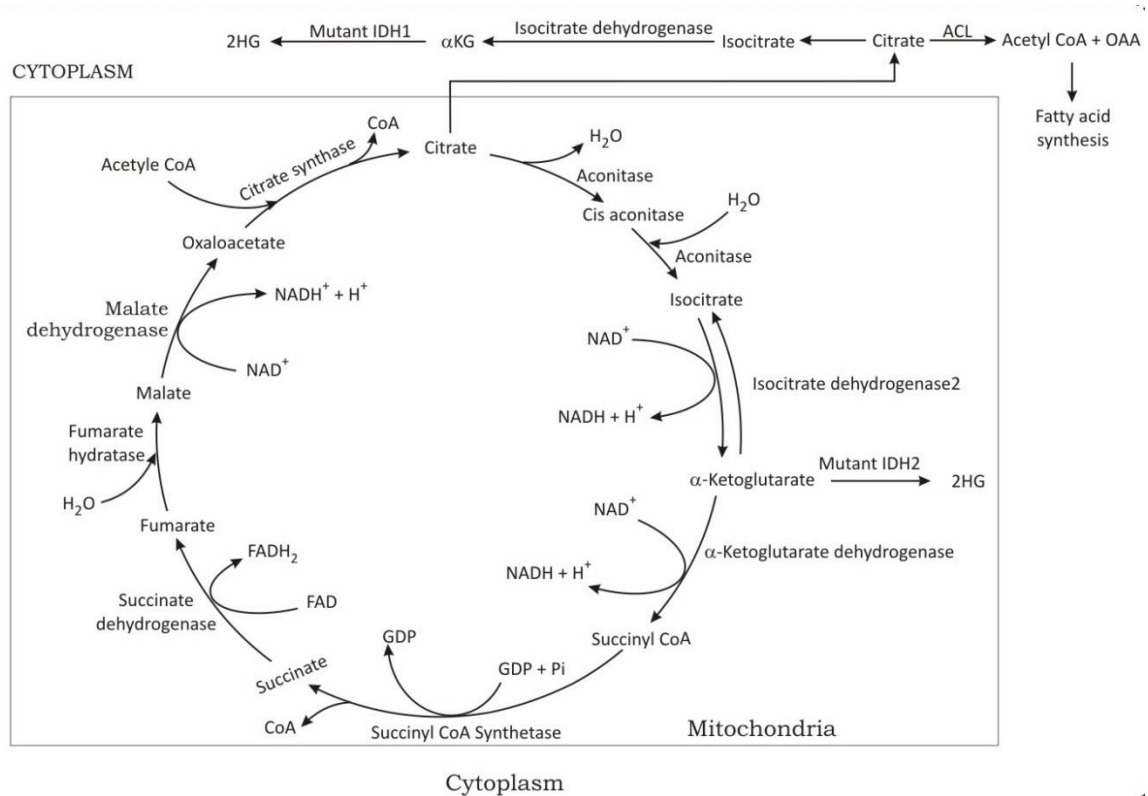 2HG
Mutant IDH1
αKG
Isocitrate dehydrogenase
Isocitrate
Citrate
ACL
Acetyl CoA + OAA
CYTOPLASM
Fatty acid
synthesis
CoA
Citrate
H₂O
Citrate synthase
Acetyle CoA
Aconitase
Cis aconitase
H₂O
Oxaloacetate
Aconitase
NADH⁺ + H⁺
Isocitrate
Malate
dehydrogenase
NAD⁺
NAD⁺
Isocitrate dehydrogenase2
Malate
NADH + H⁺
Fumarate
hydratase
α-Ketoglutarate
Mutant IDH2
2HG
H₂O
NAD⁺
Fumarate
FADH₂
α-Ketoglutarate dehydrogenase
NADH + H⁺
Succinate
dehydrogenase
FAD
Succinyl CoA
GDP
GDP + Pi
Succinate
CoA
Succinyl CoA Synthetase
Mitochondria
Cytoplasm